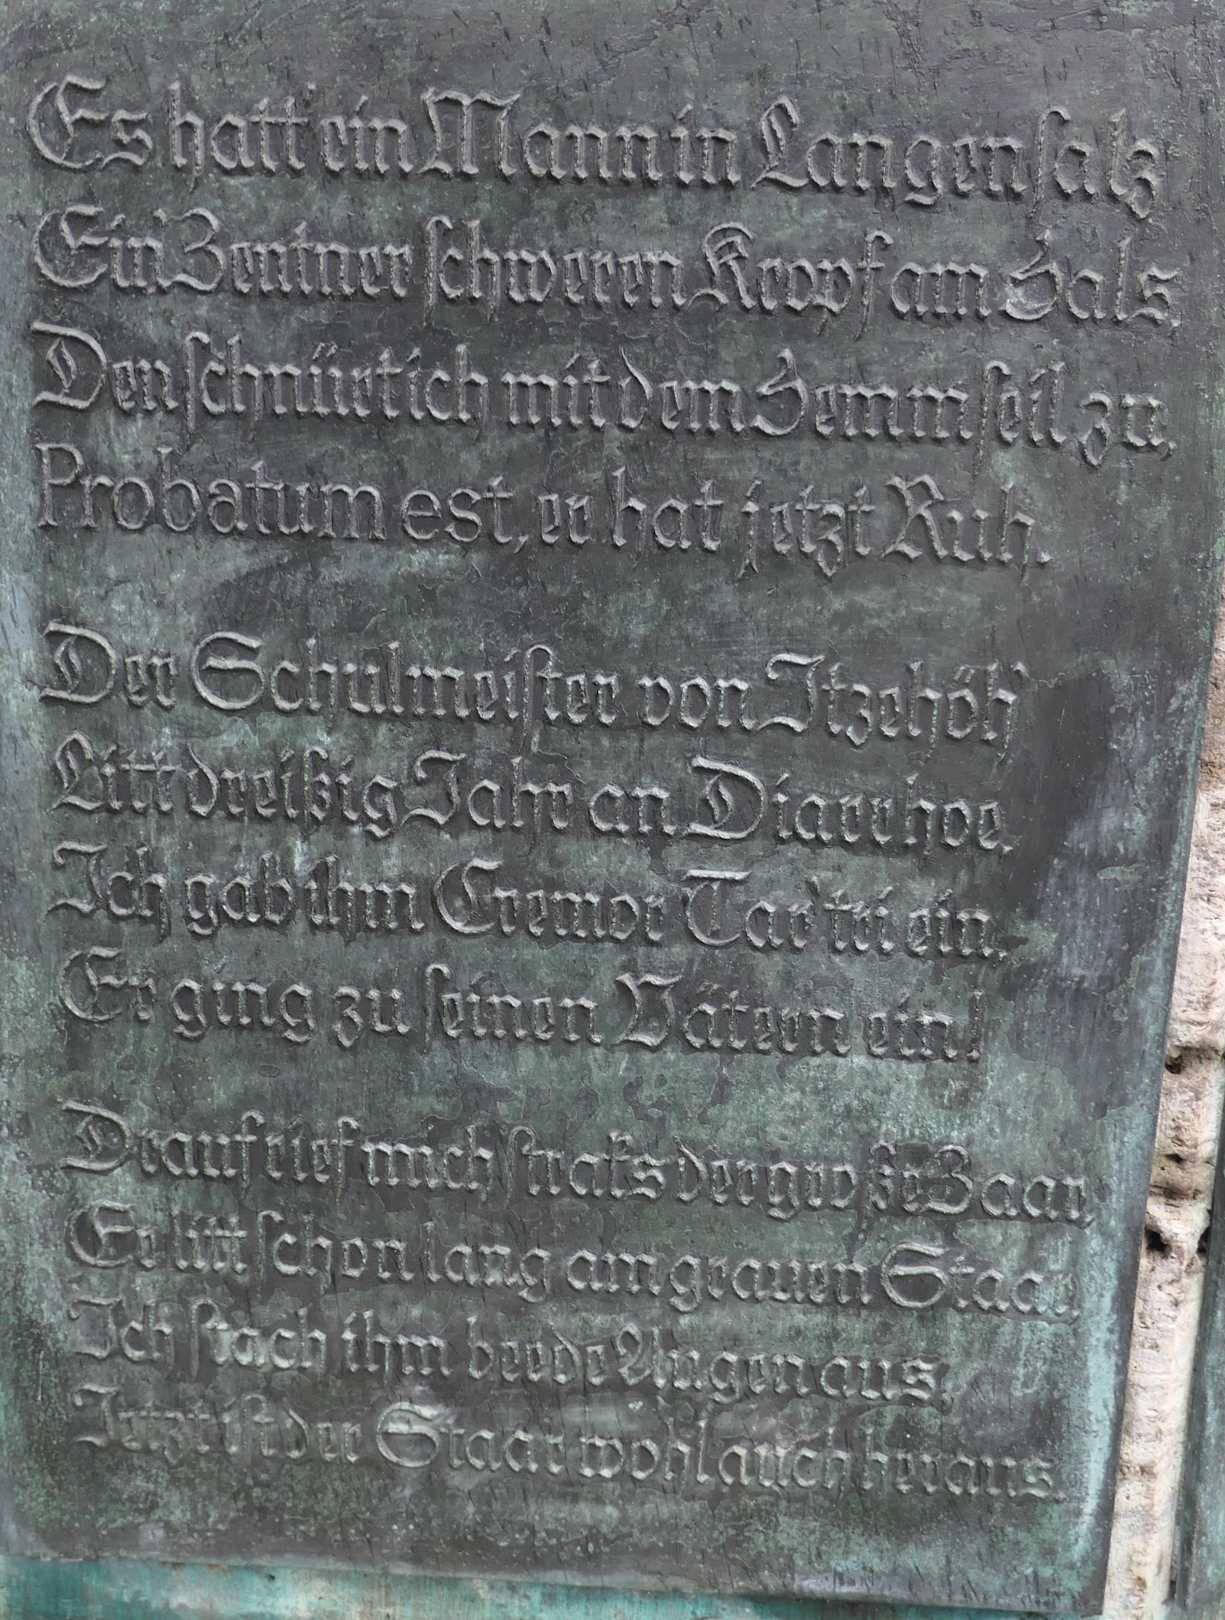 Es hatt' ein Mann in Langensalz
Ein' Zentner schweren Kropf am Hals,
Den schnürt ich mit dem Hemmseil zu,
Probatum est, er hat jetzt Ruh.
Der Schulmeister von Itzehöh'
Litt dreißig Jahr an Diarrhoe.
Ich gab ihm Cremor Tar'tri ein,
Er ging zu seinen Vätern ein!
Drauf rief mich straks der große Zaar,
Er litt schon lang am grauen Staar,
Ich stach ihm beede Augen aus,
Jetzt ist der Staar wohl auch heraus.